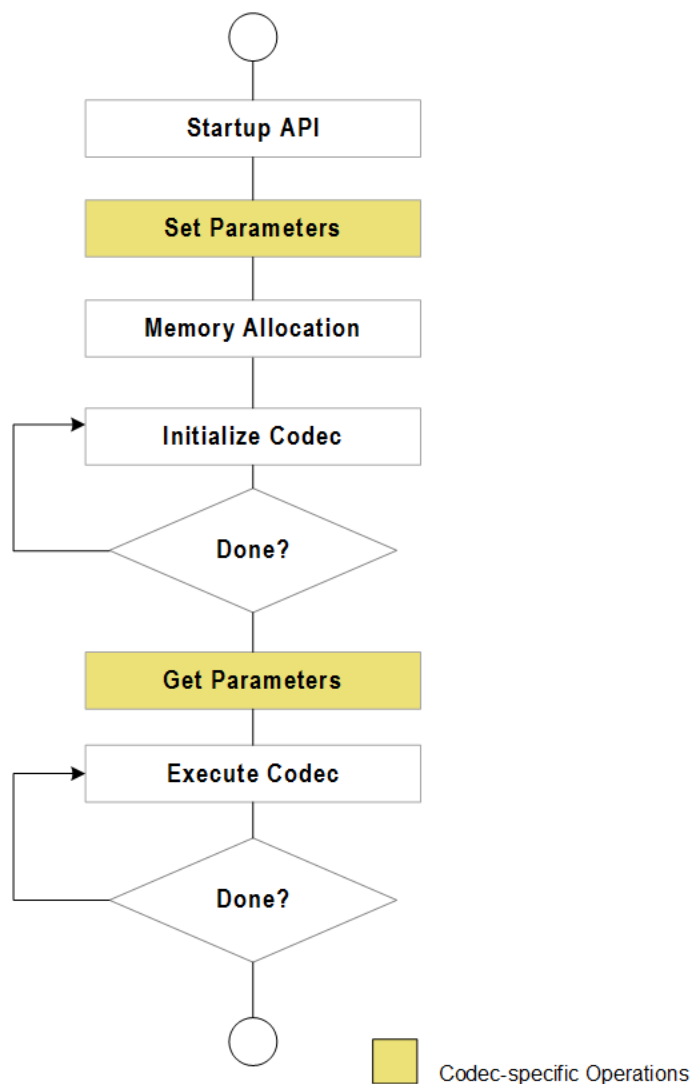 Startup API
Set Parameters
Memory Allocation
Initialize Codec
Done?
Get Parameters
Execute Codec
Done?
Codec-specific Operations